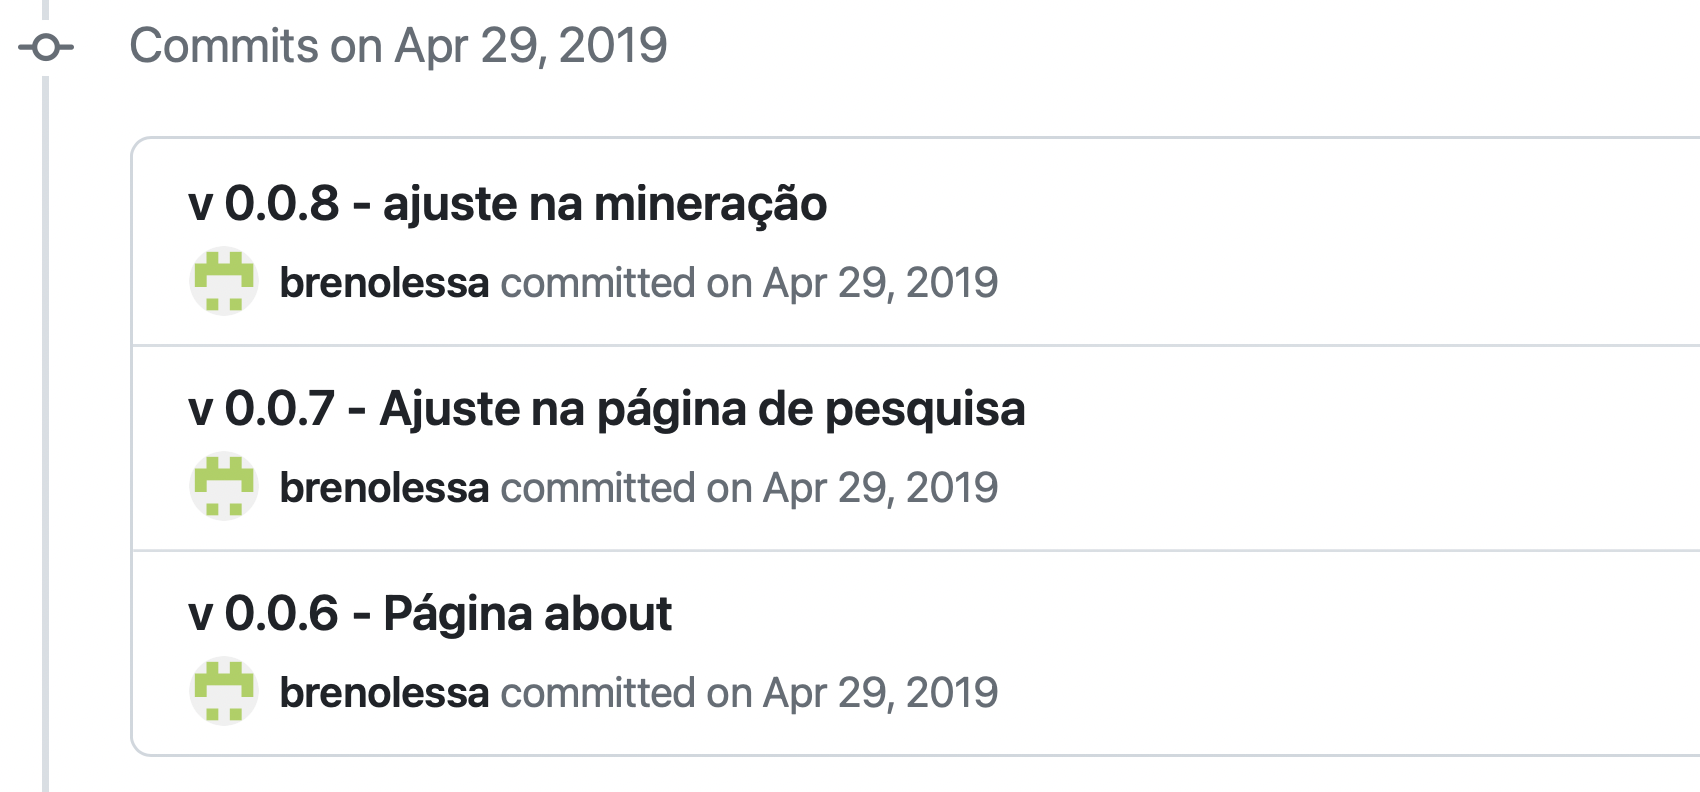 Commits on Apr 29, 2019
v 0.0.8 - ajuste na mineração
brenolessa committed on Apr 29, 2019
v 0.0.7 - Ajuste na página de pesquisa
brenolessa committed on Apr 29, 2019
v 0.0.6 - Página about
brenolessa committed on Apr 29, 2019